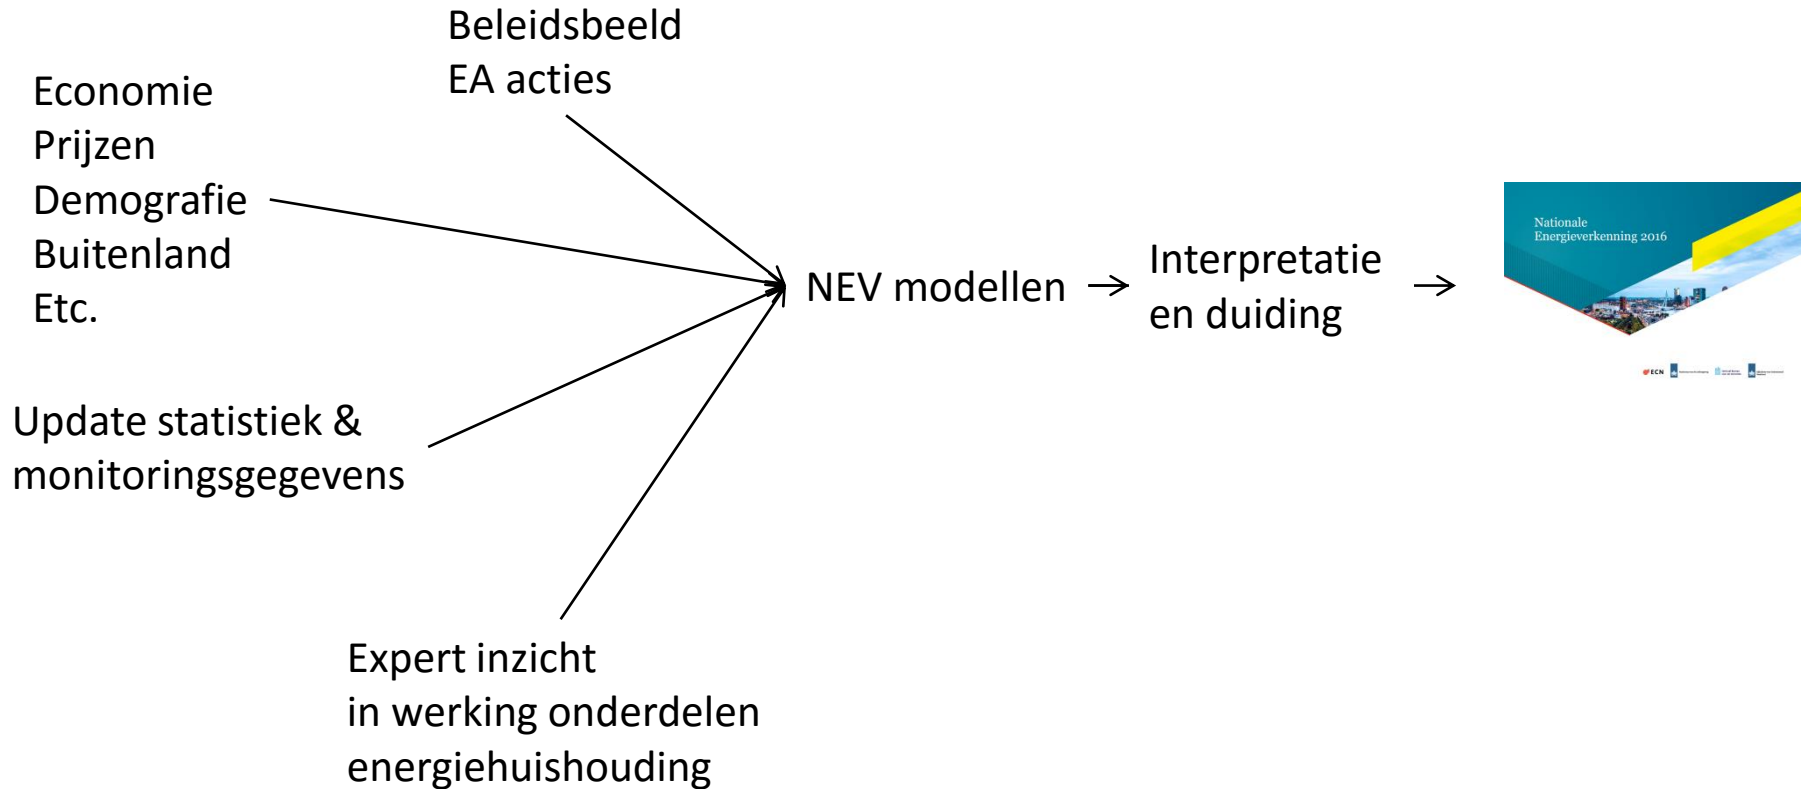 Beleidsbeeld
EA acties
Economie
Prijzen
Demografie
Buitenland
Etc.
Nationale
Energieverkenning 2016
NEV modellen
Interpretatie
en duiding
ECN
Update statistiek &
monitoringsgegevens
Expert inzicht
in werking onderdelen
energiehuishouding